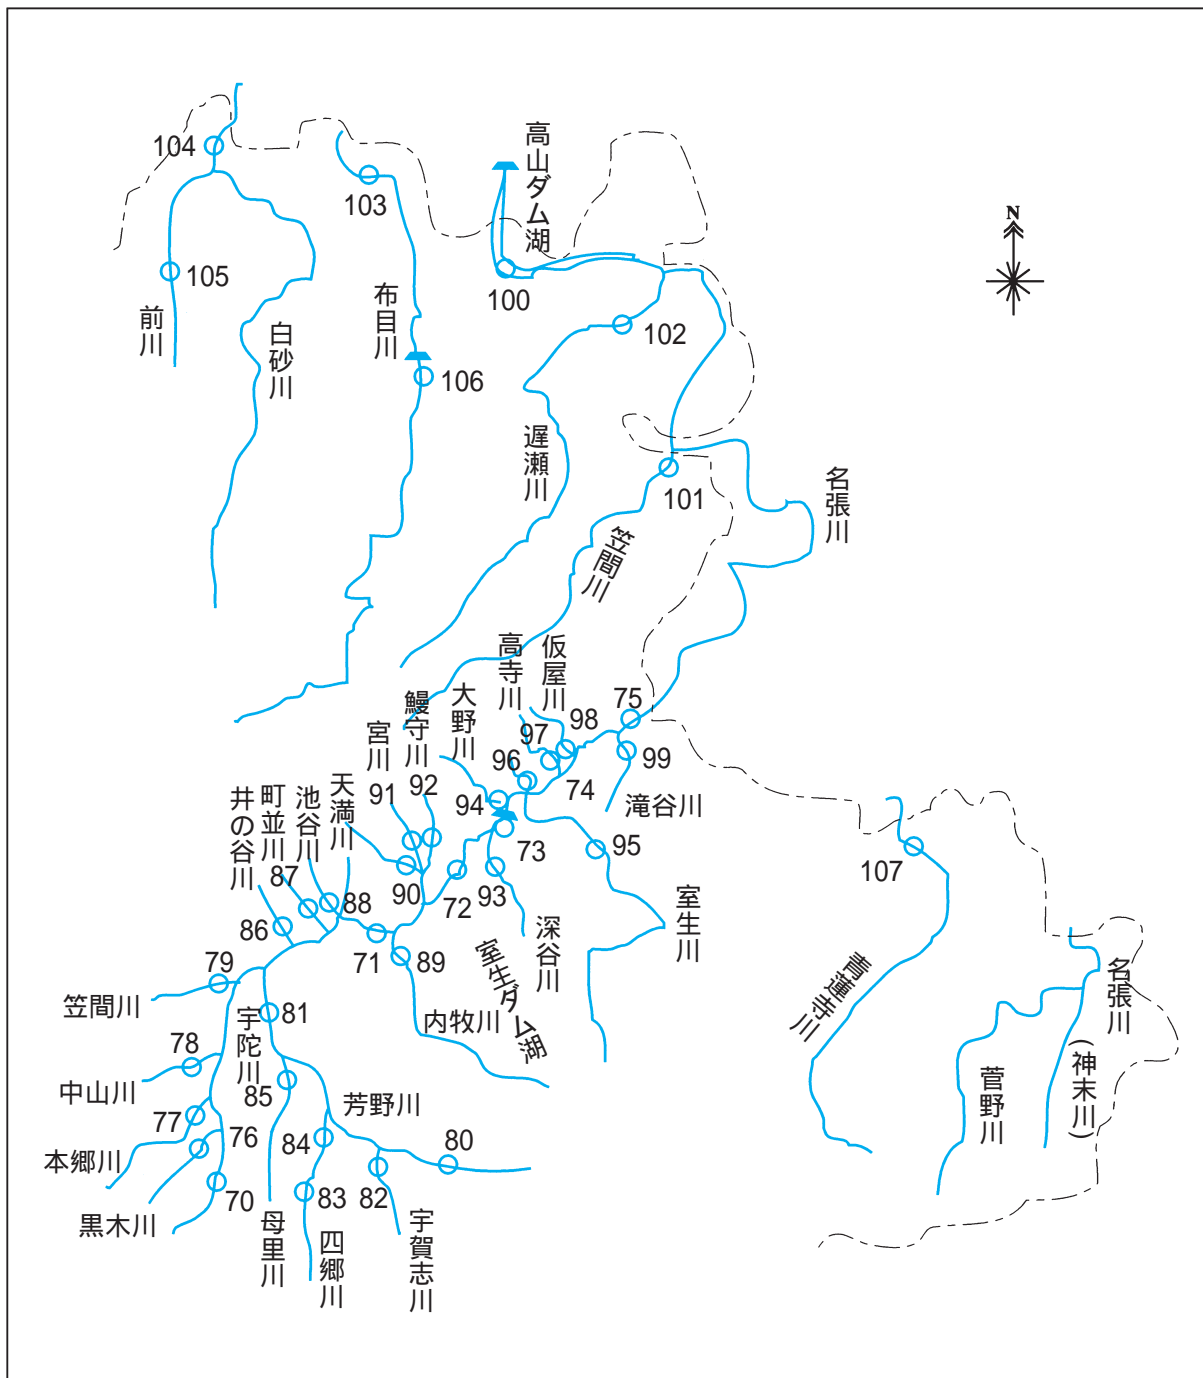 104
103
高山ダム湖
N
105
100
前川
白砂川
布目川
102
106
遅瀬川
101
名張川
笠間川
高寺川
仮屋川
75
鰻守川
大野川
宮川
97
98
99
96
74
滝谷川
天満川
池谷川
町並川
井の谷川
91
92
94
73
95
107
87
88
90
72
93
室生川
86
71
89
深谷川
室生ダム湖
79
笠間川
81
宇陀川
内牧川
青蓮寺川
名張川
(神末川)
78
中山川
85
芳野川
菅野川
77
76
84
80
本郷川
70
83
82
黒木川
母里川
四郷川
宇賀志川